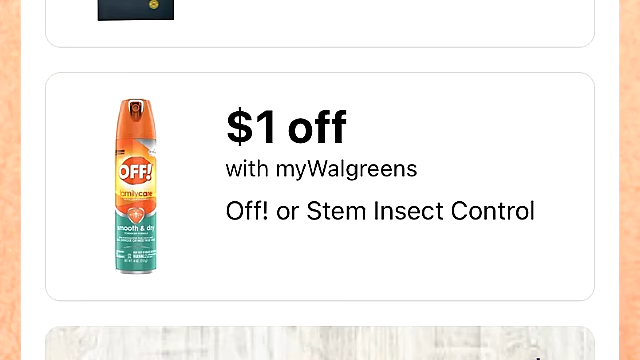 $1 off
with myWalgreens
Off! or Stem Insect Control
OFF!
familycare
smooth & dry